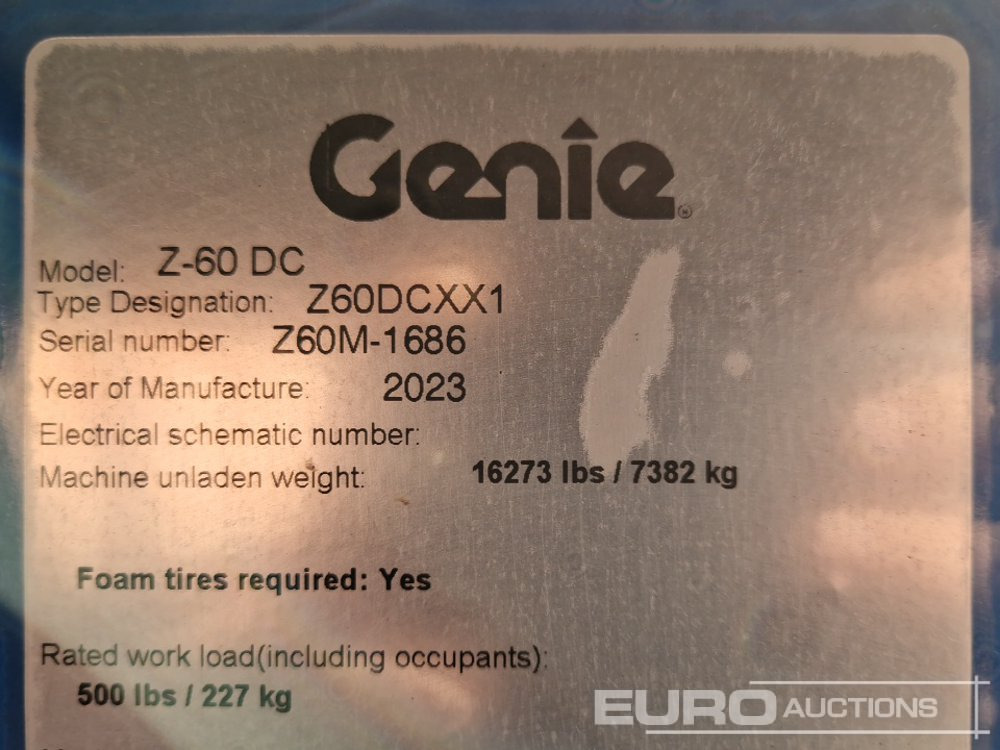 Genie®
Model: Z-60 DC
Type Designation: Z60DCXX1
Serial number: Z60M-1686
Year of Manufacture: 2023
Electrical schematic number:
Machine unladen weight: 16273 lbs / 7382 kg
Foam tires required: Yes
Rated work load(including occupants):
500 lbs / 227 kg
EURO AUCTIONS